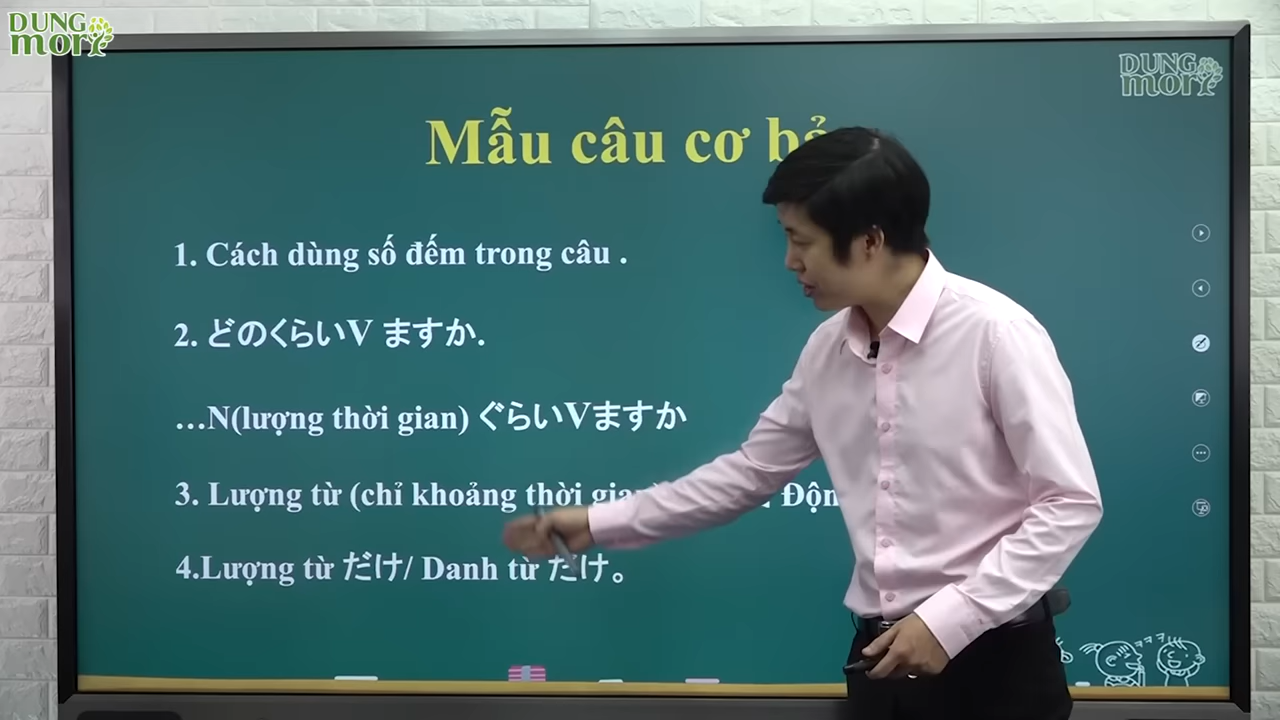 DUNG
mori
DUNG
mori
Mẫu câu cơ
1. Cách dùng số đếm trong câu .
2. どのくらいV ますか.
…N(lượng thời gian) ぐらいVますか
3. Lượng từ (chỉ khoảng thời gian)
4.Lượng từ だけ/ Danh từ だけ。